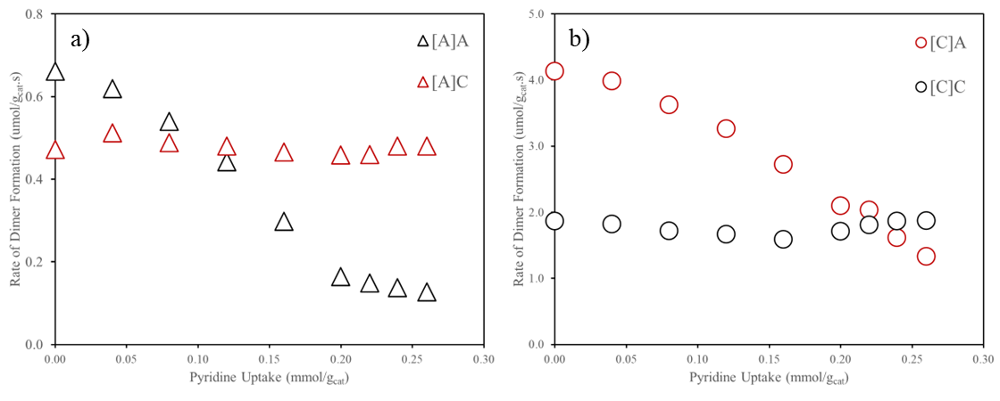 a)
[A]A
[A]C
0.8
0.6
0.4
0.2
0.0
Rate of Dimer Formation (umol/gcat.s)
0.00 0.05 0.10 0.15 0.20 0.25 0.30
Pyridine Uptake (mmol/gcat)
b)
[C]A
[C]C
5.0
4.0
3.0
2.0
1.0
0.0
Rate of Dimer Formation (umol/gcat.s)
0.00 0.05 0.10 0.15 0.20 0.25 0.30
Pyridine Uptake (mmol/gcat)